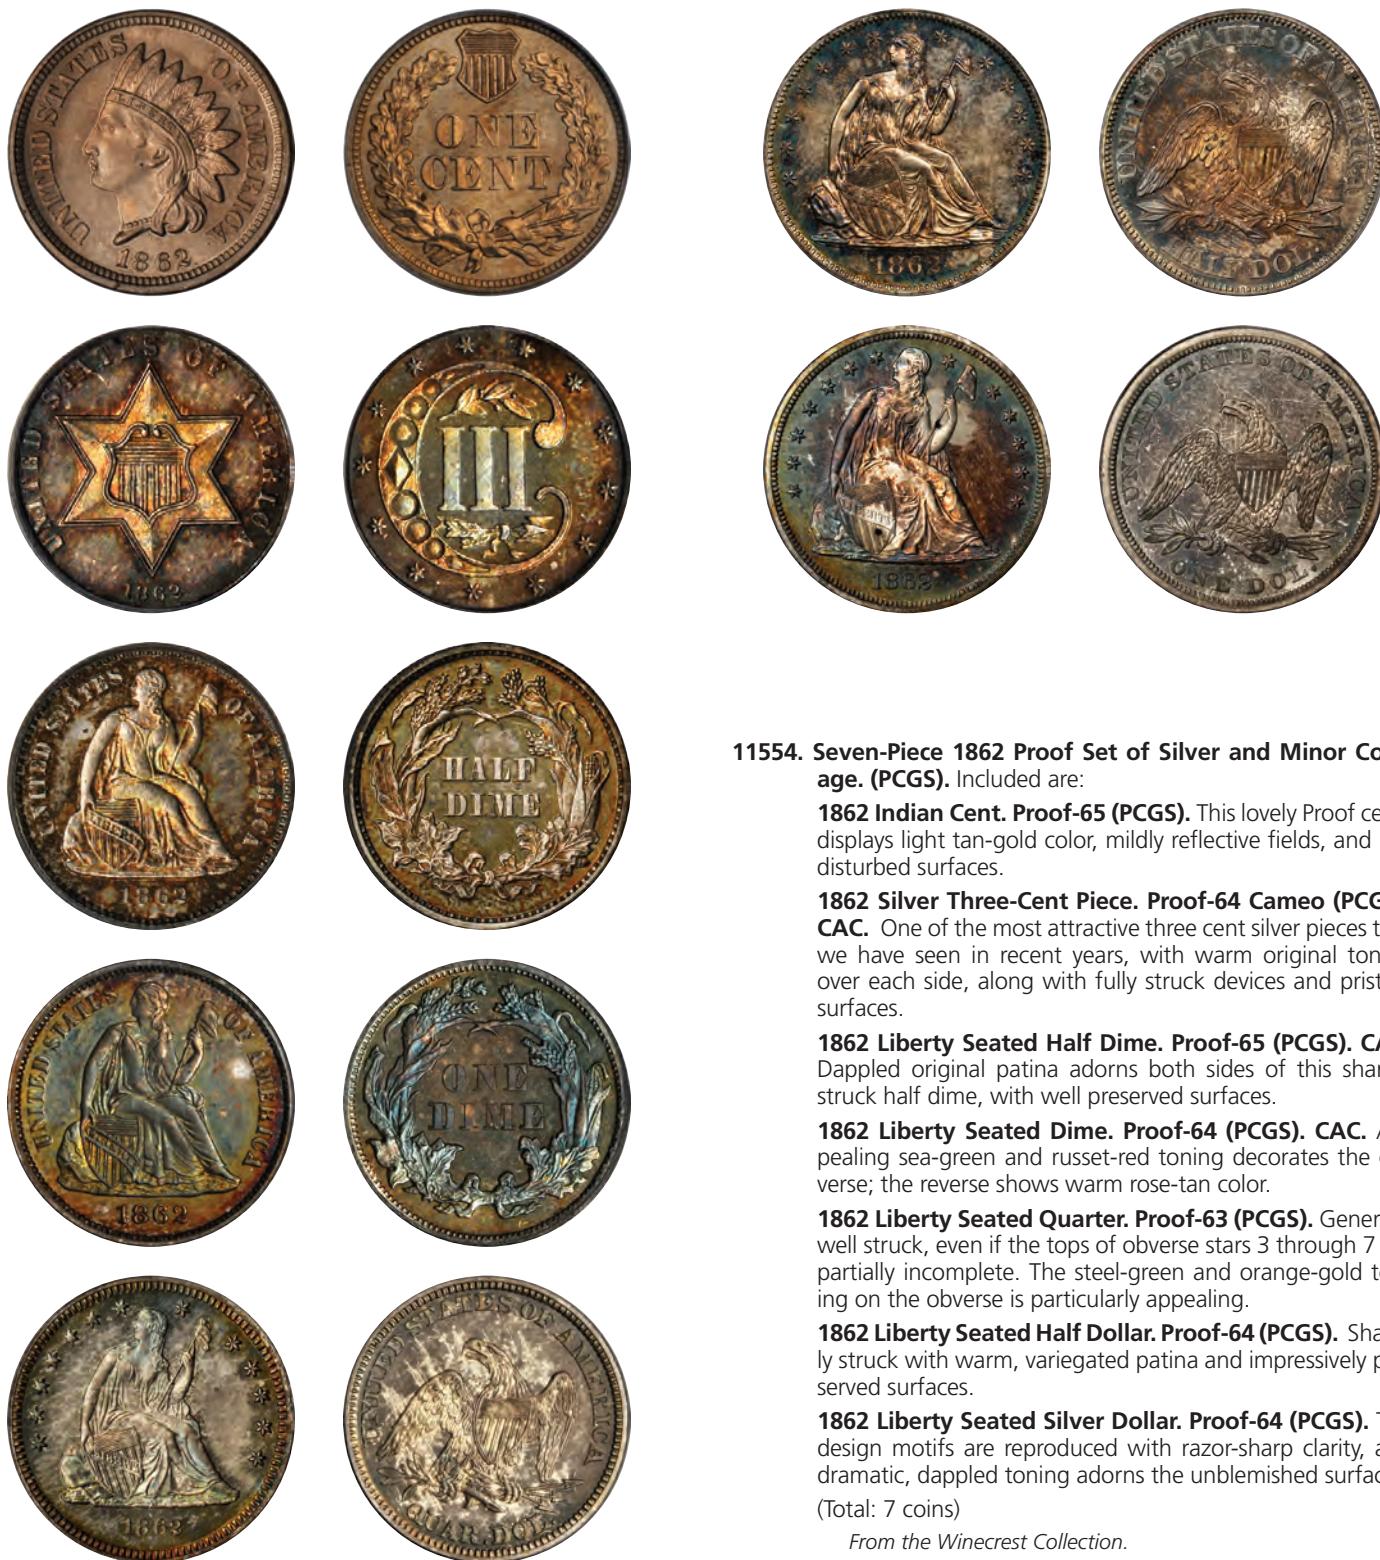 UNITED STATES OF AMERICA
1862
ONE
CENT
1862
UNITED STATES OF AMERICA
HALF DOL.
UNITED STATES OF AMERICA
1862
III
LIBERTY
1862
UNITED STATES OF AMERICA
ONE DOL.
UNITED STATES OF AMERICA
LIBERTY
1862
HALF
DIME
UNITED STATES OF AMERICA
1862
ONE
DIME
1862
UNITED STATES OF AMERICA
QUAR. DOL.
11554. Seven-Piece 1862 Proof Set of Silver and Minor Co
age. (PCGS). Included are:
1862 Indian Cent. Proof-65 (PCGS). This lovely Proof ce
displays light tan-gold color, mildly reflective fields, and
disturbed surfaces.
1862 Silver Three-Cent Piece. Proof-64 Cameo (PCG
CAC. One of the most attractive three cent silver pieces t
we have seen in recent years, with warm original ton
over each side, along with fully struck devices and prist
surfaces.
1862 Liberty Seated Half Dime. Proof-65 (PCGS). CA
Dappled original patina adorns both sides of this shar
struck half dime, with well preserved surfaces.
1862 Liberty Seated Dime. Proof-64 (PCGS). CAC. A
pealing sea-green and russet-red toning decorates the
verse; the reverse shows warm rose-tan color.
1862 Liberty Seated Quarter. Proof-63 (PCGS). Gener
well struck, even if the tops of obverse stars 3 through 7
partially incomplete. The steel-green and orange-gold t
ing on the obverse is particularly appealing.
1862 Liberty Seated Half Dollar. Proof-64 (PCGS). Sha
ly struck with warm, variegated patina and impressively p
served surfaces.
1862 Liberty Seated Silver Dollar. Proof-64 (PCGS). T
design motifs are reproduced with razor-sharp clarity, a
dramatic, dappled toning adorns the unblemished surfac
(Total: 7 coins)
From the Winecrest Collection.